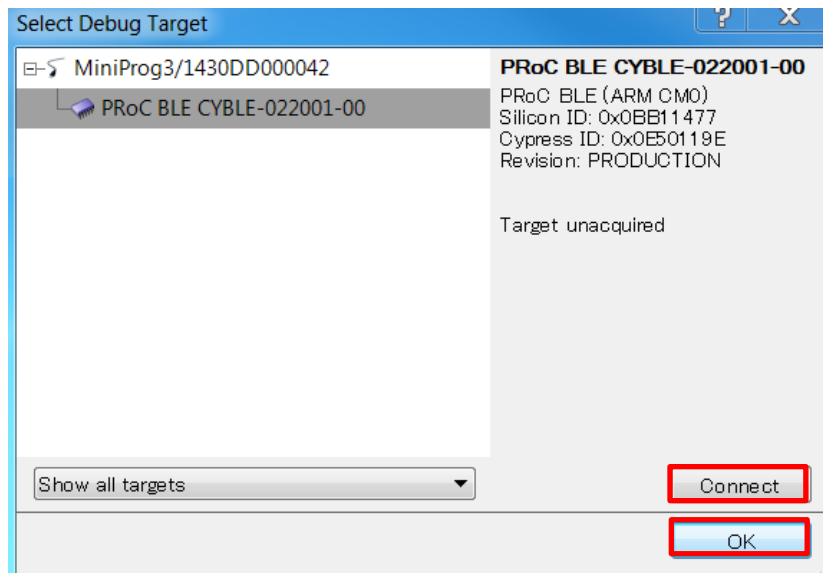 Select Debug Target
MiniProg3/1430DD000042
PRoC BLE CYBLE-022001-00
PRoC BLE CYBLE-022001-00
PRoC BLE (ARM CM0)
Silicon ID: 0x0BB11477
Cypress ID: 0x0E50119E
Revision: PRODUCTION
Target unacquired
Show all targets
Connect
OK